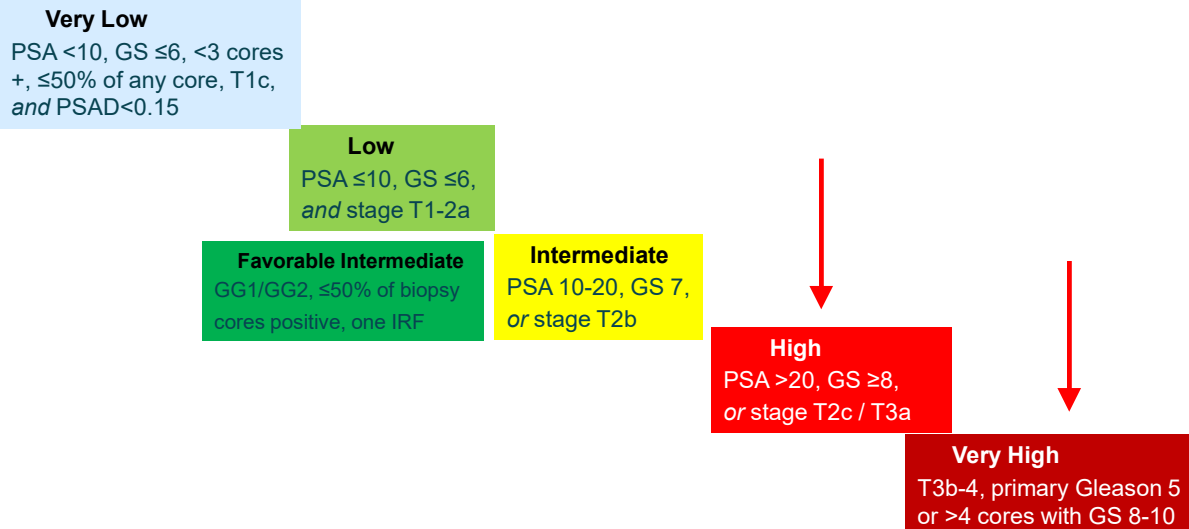 Very Low
PSA <10, GS ≤6, <3 cores
+, ≤50% of any core, T1c,
and PSAD<0.15
Low
PSA ≤10, GS ≤6,
and stage T1-2a
Favorable Intermediate
GG1/GG2, ≤50% of biopsy
cores positive, one IRF
Intermediate
PSA 10-20, GS 7,
or stage T2b
High
PSA >20, GS ≥8,
or stage T2c / T3a
Very High
T3b-4, primary Gleason 5
or >4 cores with GS 8-10